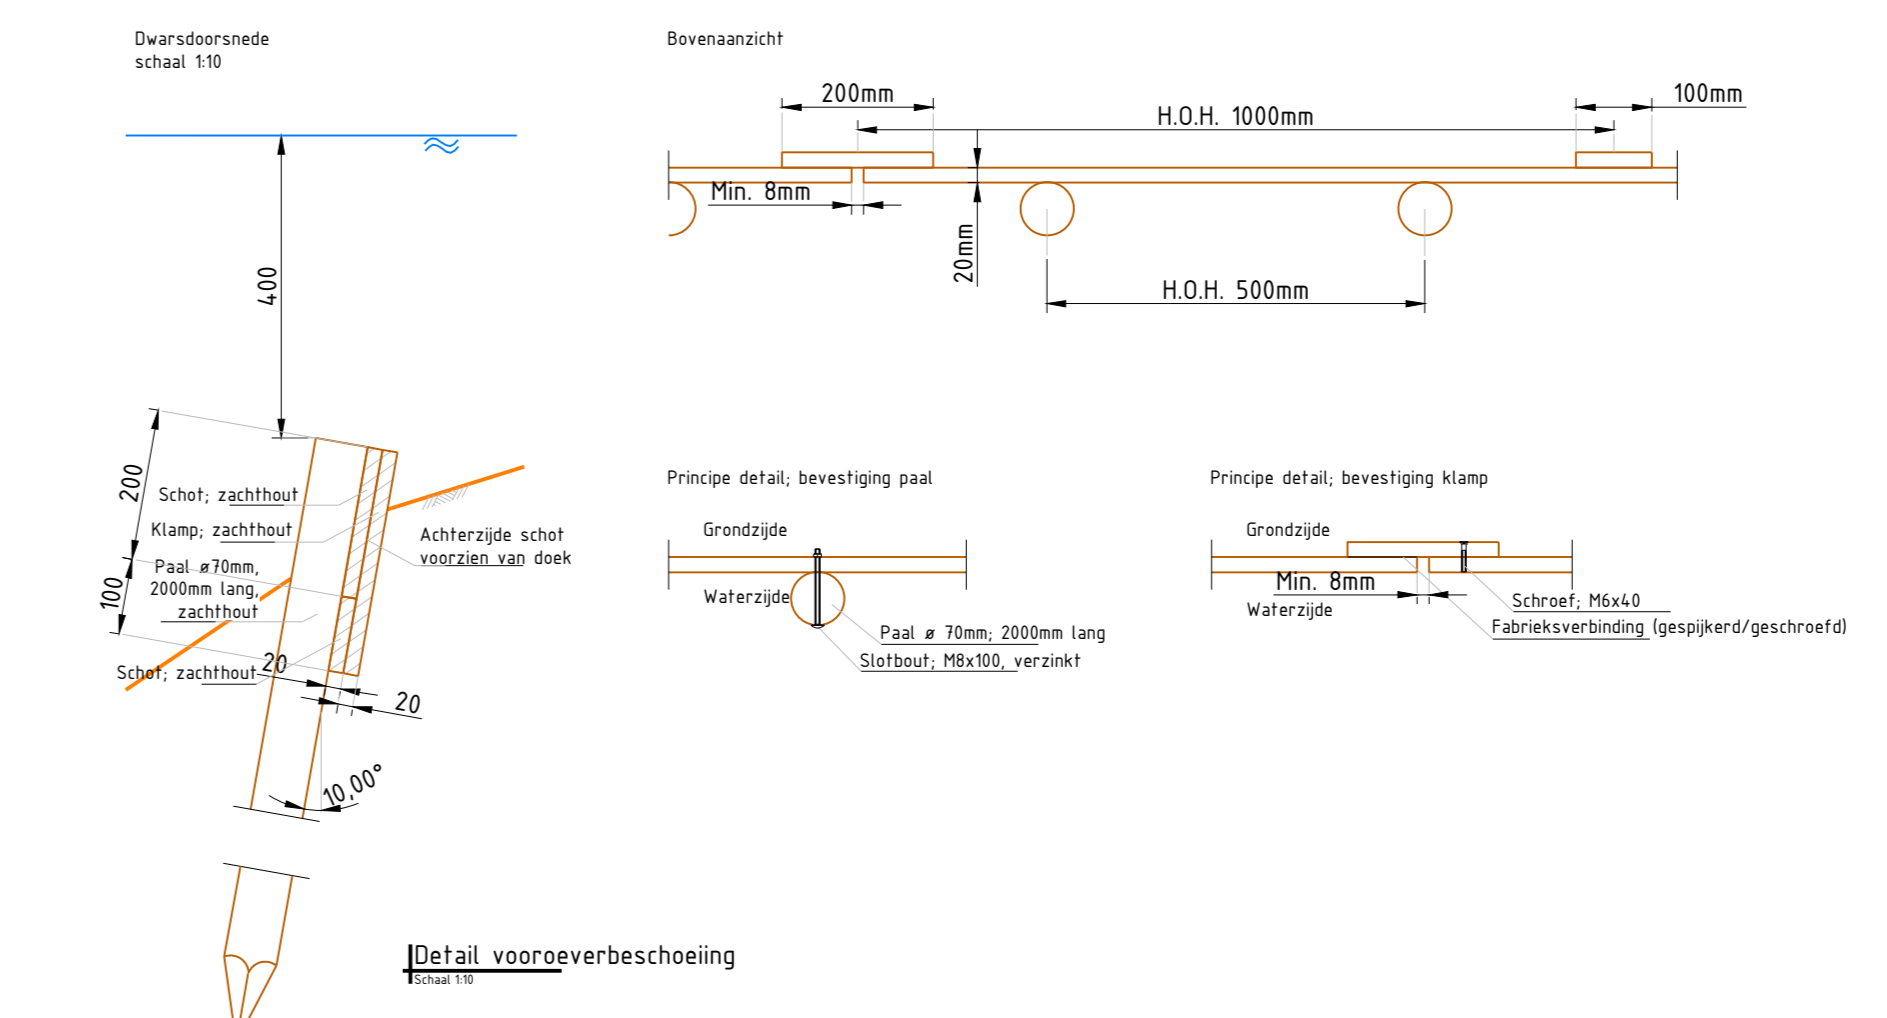 Dwarsdoorsnede
schaal 1:10
400
200
100
Schot; zachthout
Klamp; zachthout
Paal ø70mm,
2000mm lang,
zachthout
Schot; zachthout
Achterzijde schot
voorzien van doek
20
20
10,00°
Bovenaanzicht
200mm
H.O.H. 1000mm
100mm
Min. 8mm
20mm
H.O.H. 500mm
Principe detail; bevestiging paal
Grondzijde
Waterzijde
Paal ø 70mm; 2000mm lang
Slotbout; M8x100, verzinkt
Principe detail; bevestiging klamp
Grondzijde
Min. 8mm
Waterzijde
Schroef; M6x40
Fabrieksverbinding (gespijkerd/geschroefd)
Detail vooroeverbeschoeiing
Schaal 1:10